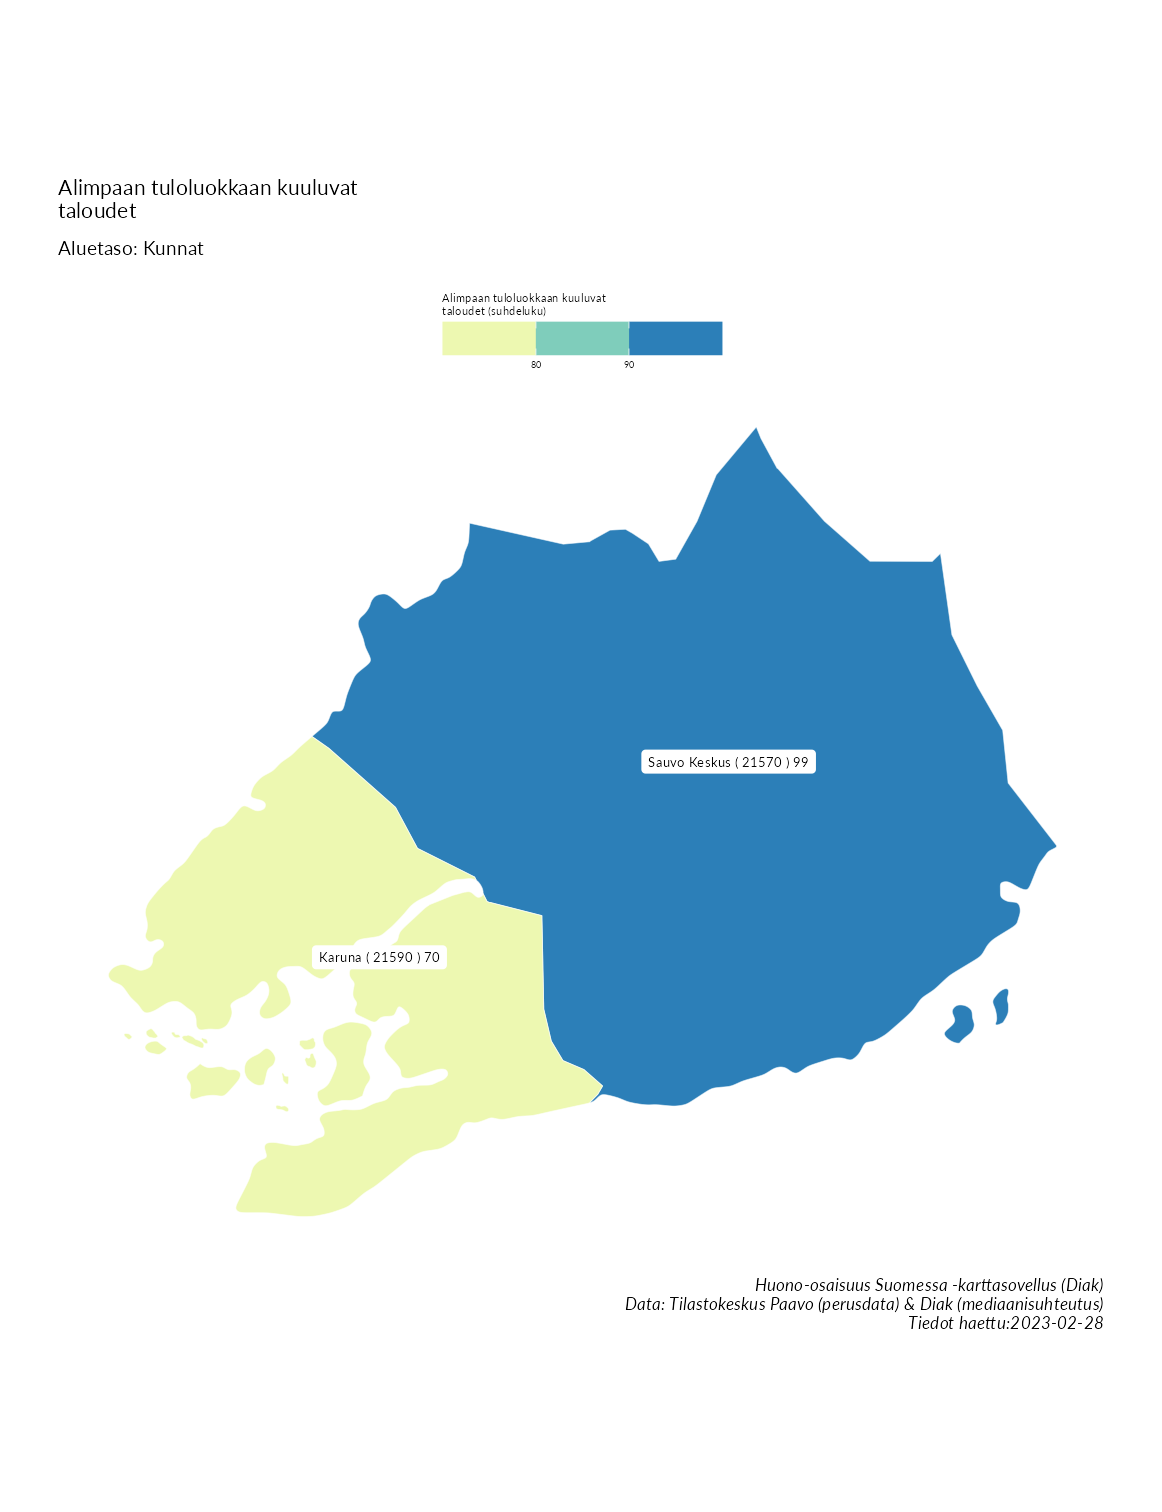 Alimpaan tuloluokkaan kuuluvat
taloudet
Aluetaso: Kunnat
Alimpaan tuloluokkaan kuuluvat
taloudet (suhdeluku)
80 90
Sauvo Keskus ( 21570 ) 99
Karuna ( 21590 ) 70
Huono-osaisuus Suomessa -karttasovellus (Diak)
Data: Tilastokeskus Paavo (perusdata) & Diak (mediaanisuhteutus)
Tiedot haettu:2023-02-28